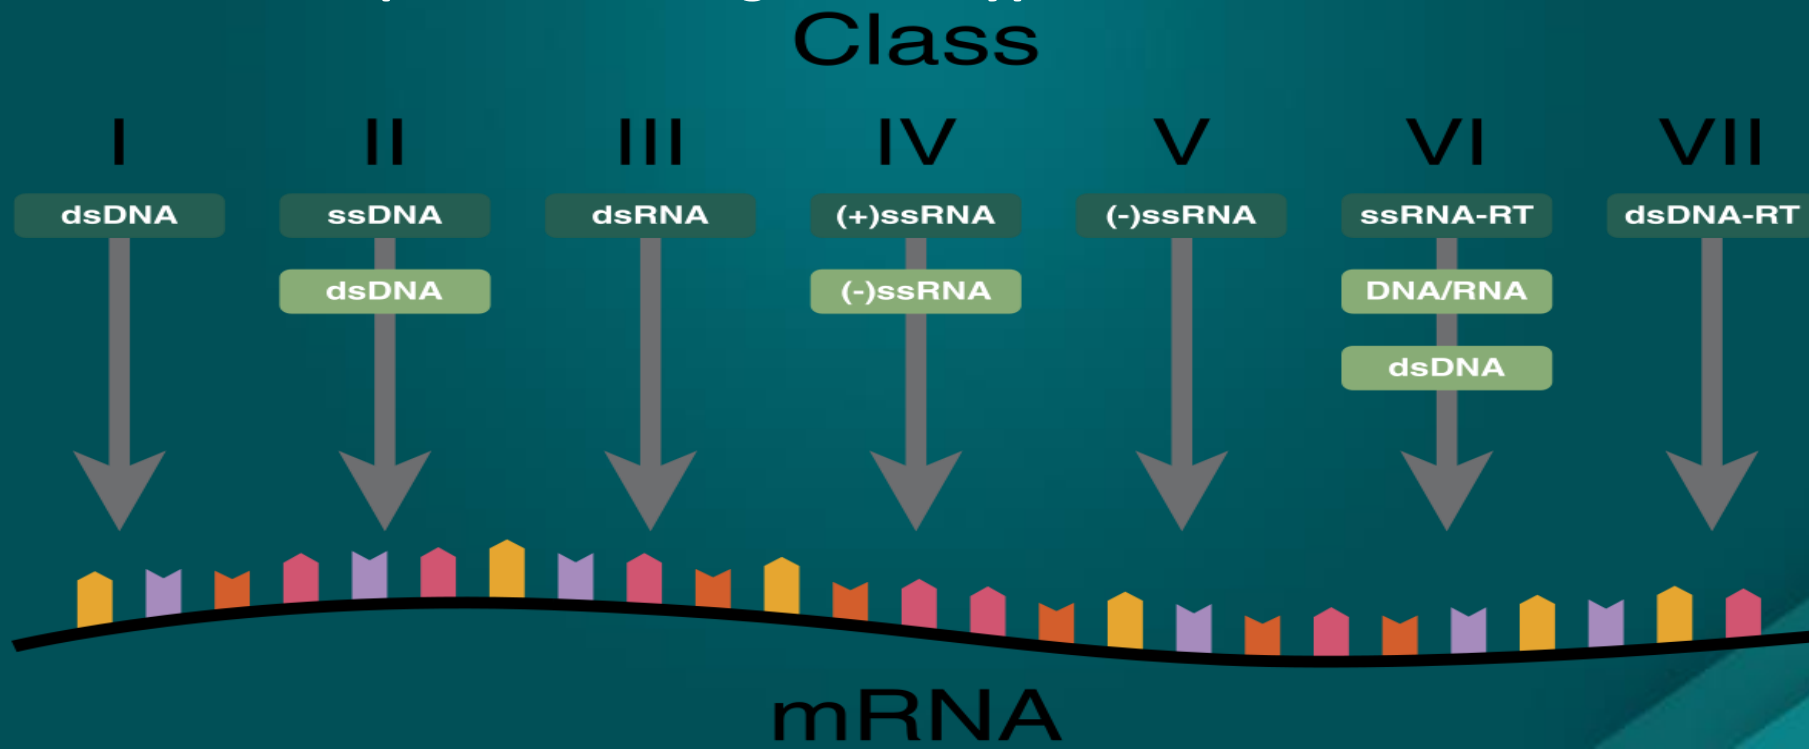 Class
I II III IV V VI VII
dsDNA ssDNA dsRNA (+)ssRNA (-)ssRNA ssRNA-RT dsDNA-RT
dsDNA (-)ssRNA DNA/RNA
dsDNA
mRNA